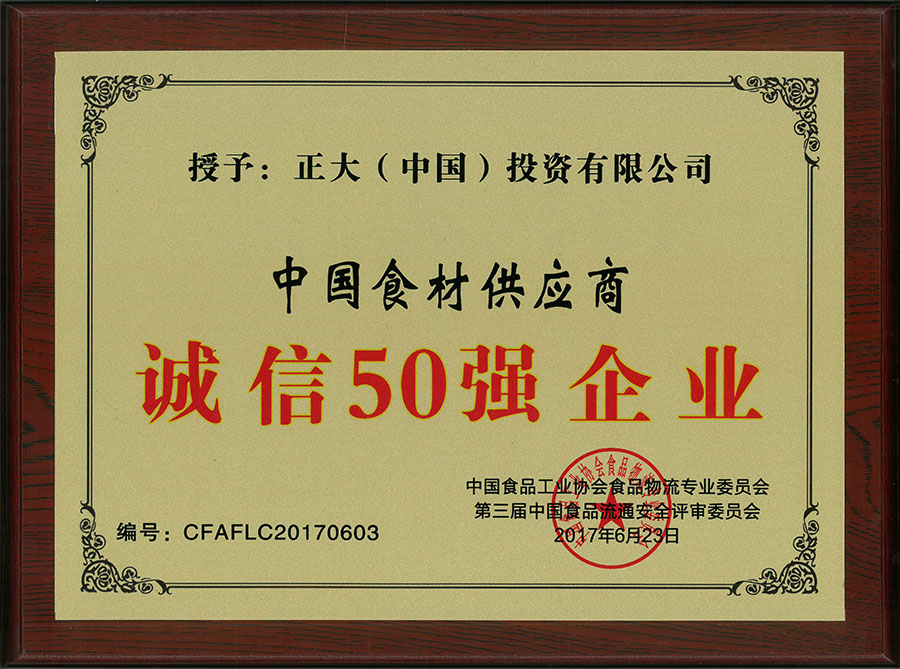 授予：正大（中国）投资有限公司
中国食材供应商
诚信50强企业
中国食品工业协会食品物流专业委员会
第三届中国食品流通安全评审委员会
编号：CFAFLC20170603
2017年6月23日